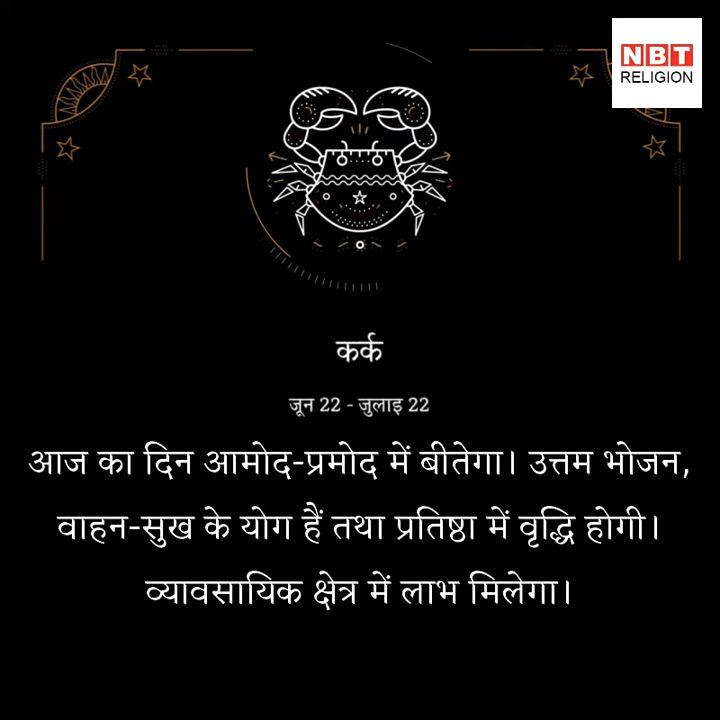 NBT
RELIGION
कर्क
जून 22 - जुलाइ 22
आज का दिन आमोद-प्रमोद में बीतेगा। उत्तम भोजन,
वाहन-सुख के योग हैं तथा प्रतिष्ठा में वृद्धि होगी।
व्यावसायिक क्षेत्र में लाभ मिलेगा।